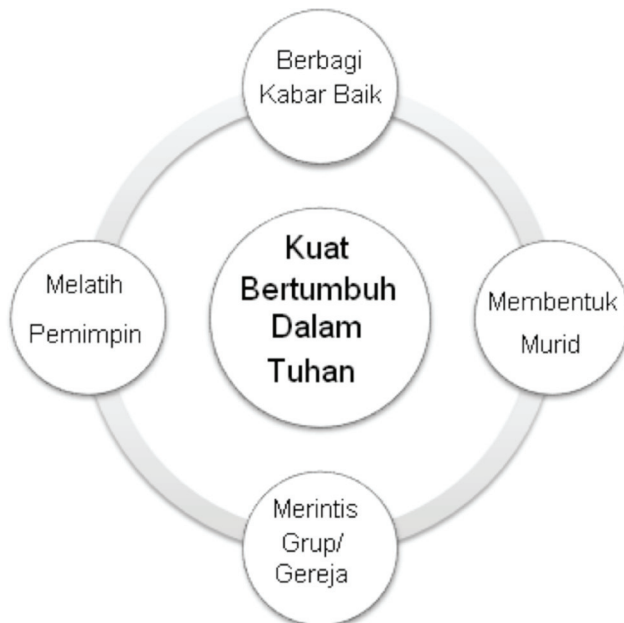 Berbagi
Kabar Baik
Kuat
Bertumbuh
Dalam
Tuhan
Melatih
Pemimpin
Membentuk
Murid
Merintis
Grup/
Gereja